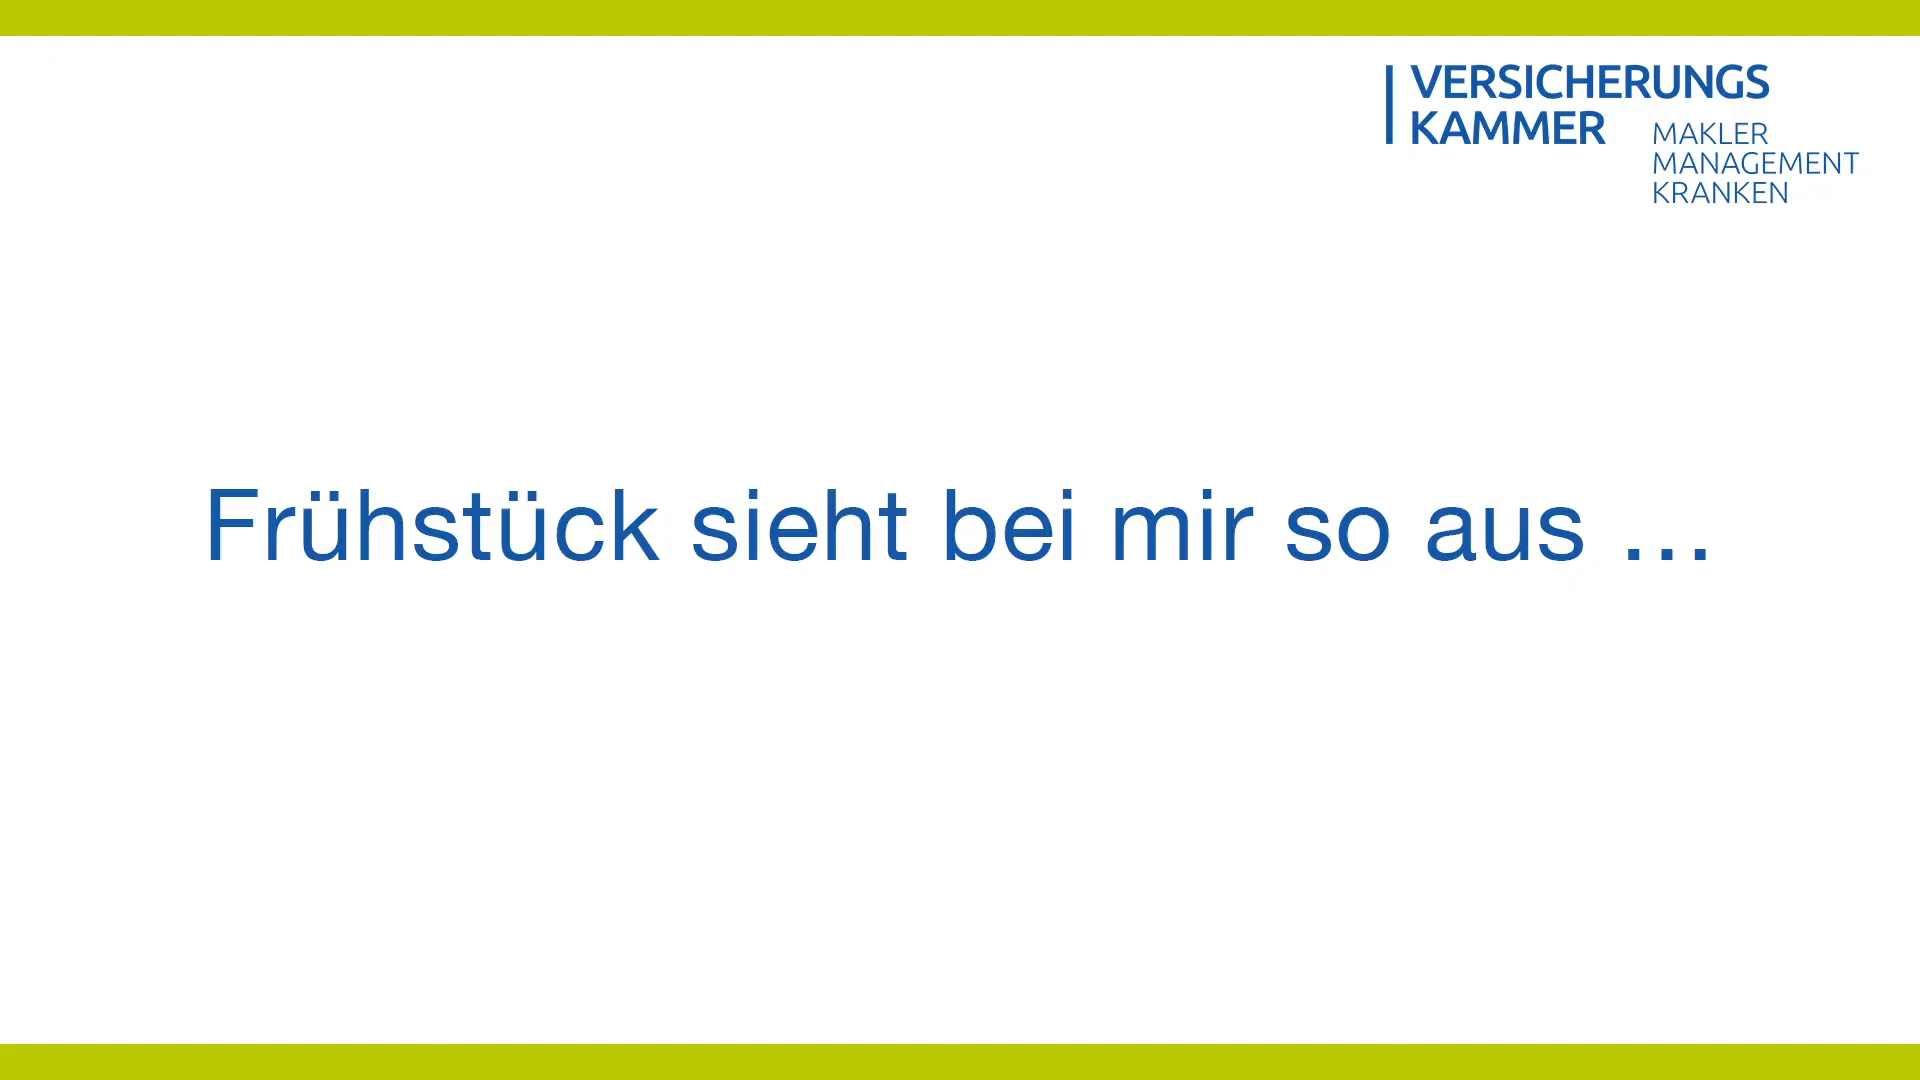 VERSICHERUNGS
KAMMER
MAKLER
MANAGEMENT
KRANKEN
Frühstück sieht bei mir so aus …